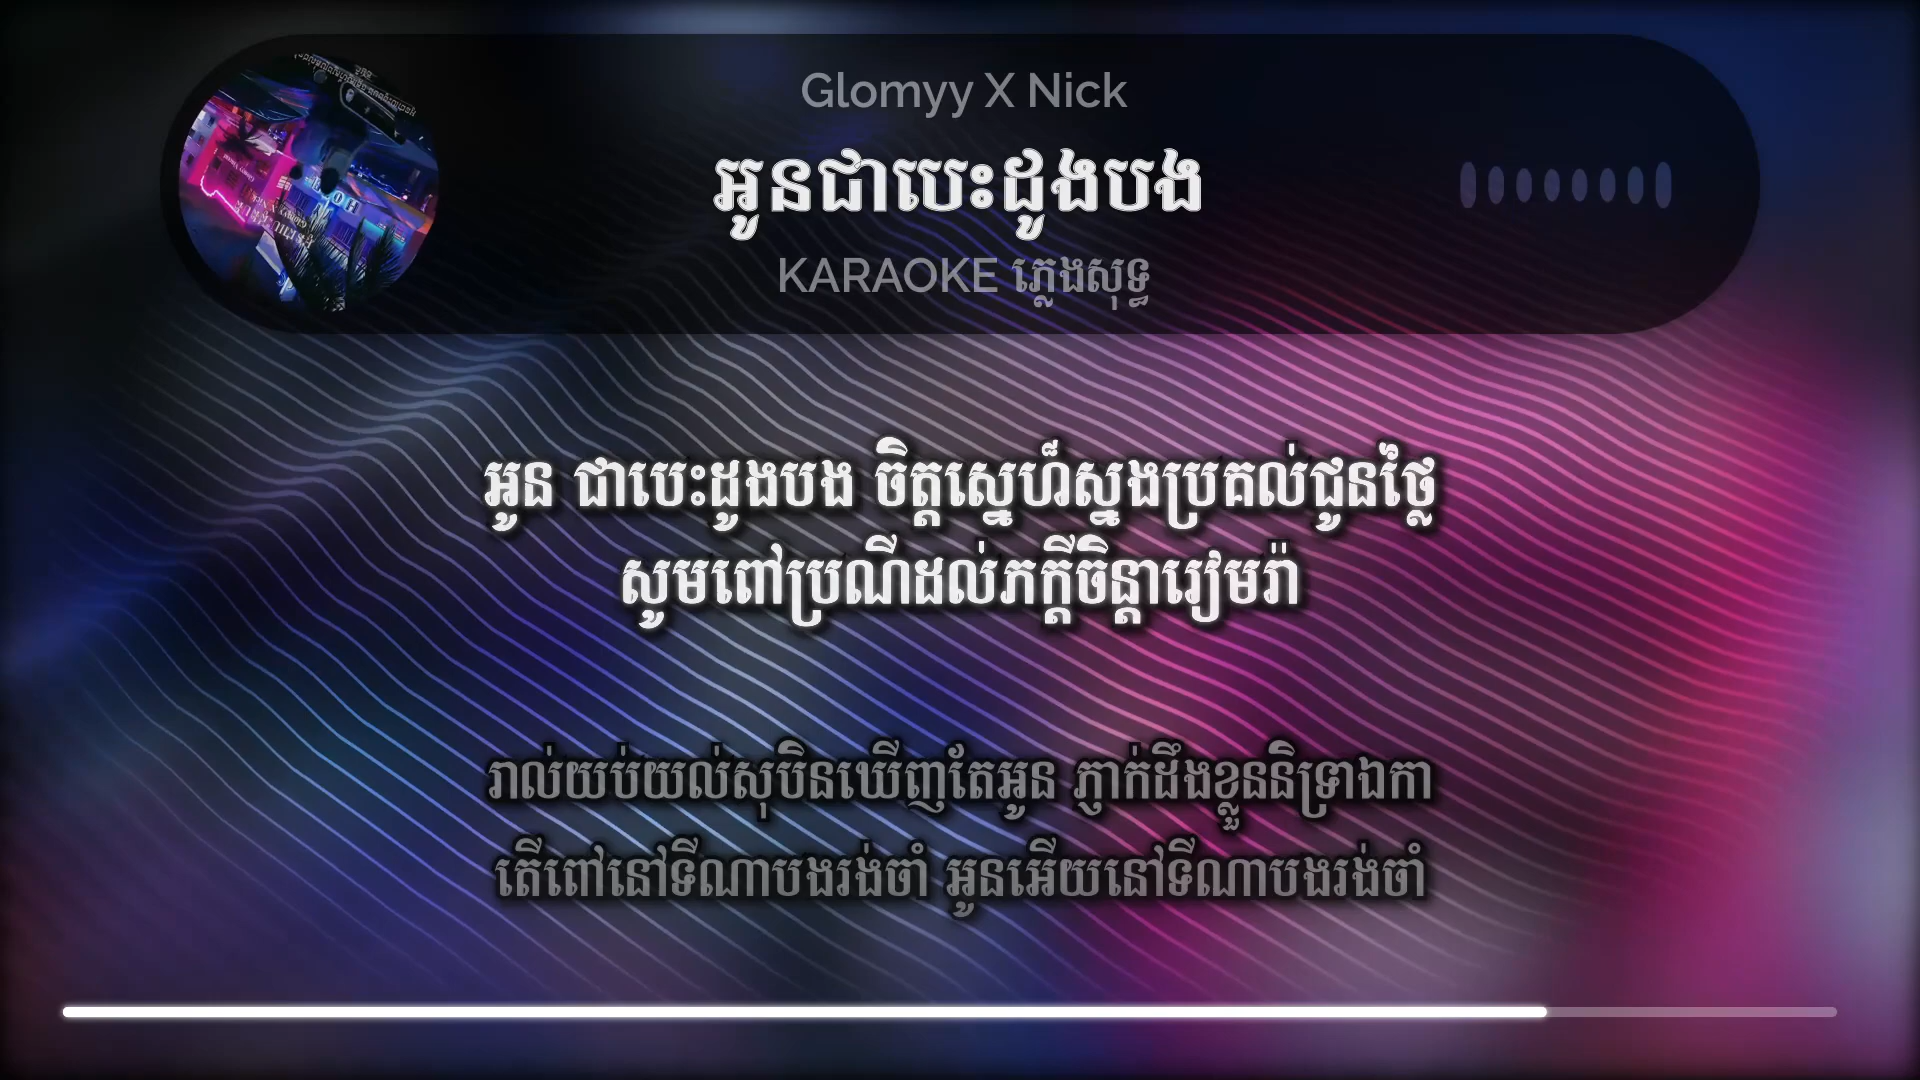 Glomyy X Nick
អូនជាបេះដូងបង
KARAOKE ភ្លេងសុទ្ធ
អូន ជាបេះដូងបង ចិត្តស្នេហ៏ស្នងប្រគល់ជូនថ្លៃ
សូមពៅប្រណីដល់ភក្ដីចិន្ដារៀមរ៉ា
រាល់យប់យល់សុបិនឃើញតែអូន ភ្ញាក់ដឹងខ្លួននិទ្រាឯកា
តើពៅនៅទីណាបងរង់ចាំ អូនអើយនៅទីណាបងរង់ចាំ